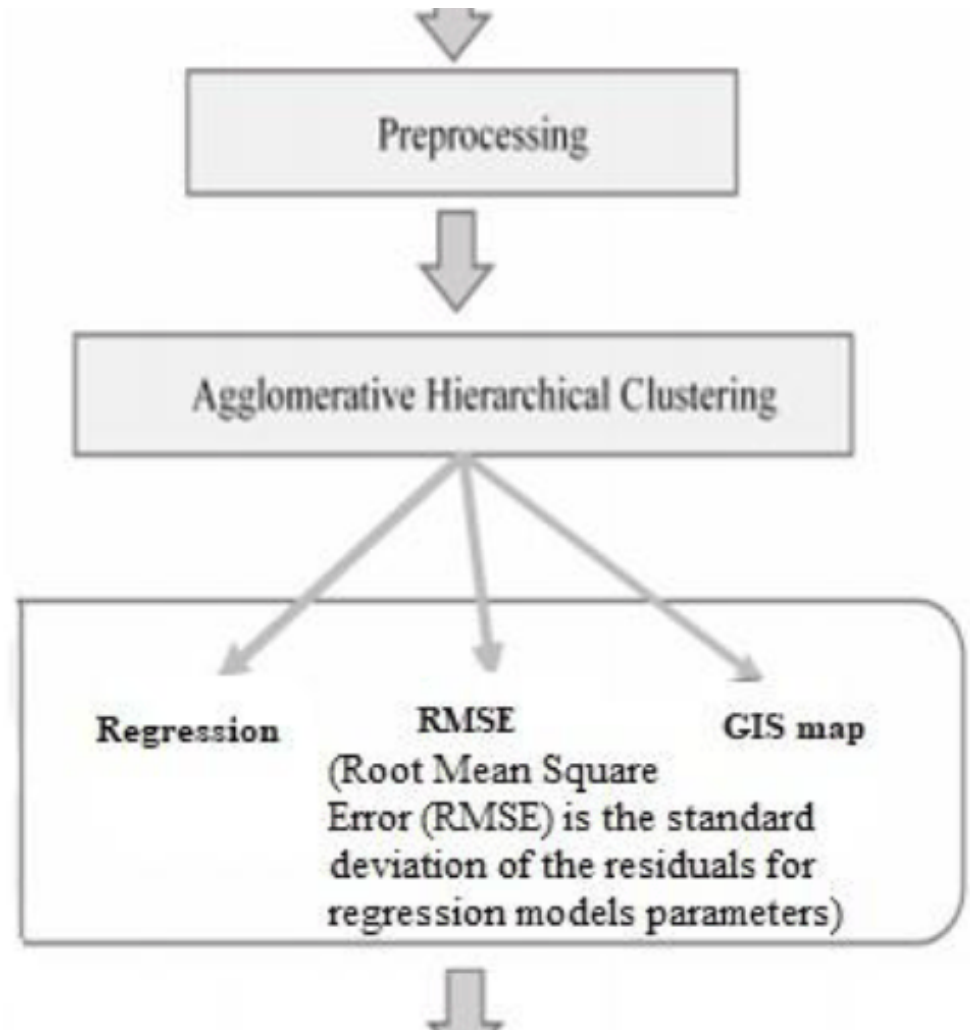 Preprocessing
Agglomerative Hierarchical Clustering
Regression
RMSE
(Root Mean Square
Error (RMSE) is the standard
deviation of the residuals for
regression models parameters)
GIS map